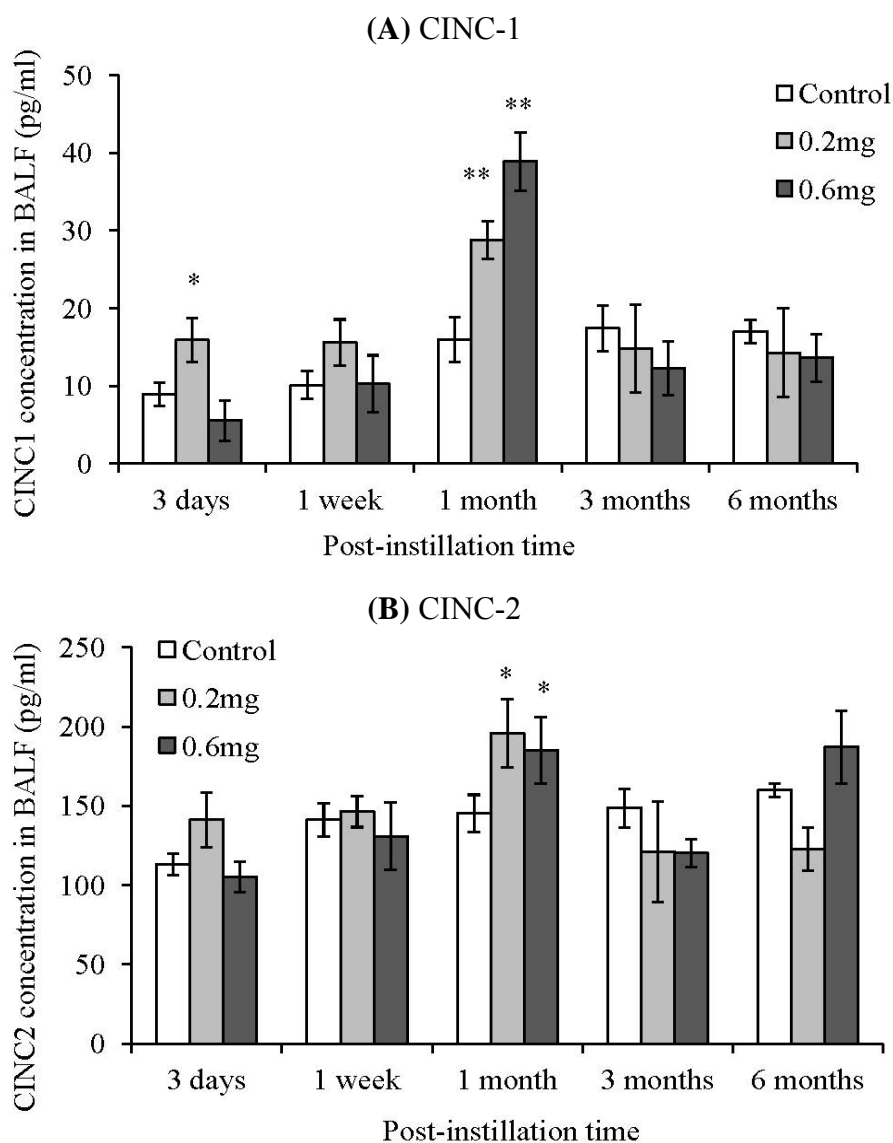 (A) CINC-1
CINC1 concentration in BALF (pg/ml)
50
40
30
20
10
0
Control
0.2mg
0.6mg
*
**
**
3 days
1 week
1 month
3 months
6 months
Post-instillation time
(B) CINC-2
CINC2 concentration in BALF (pg/ml)
250
200
150
100
50
0
Control
0.2mg
0.6mg
*
*
3 days
1 week
1 month
3 months
6 months
Post-instillation time